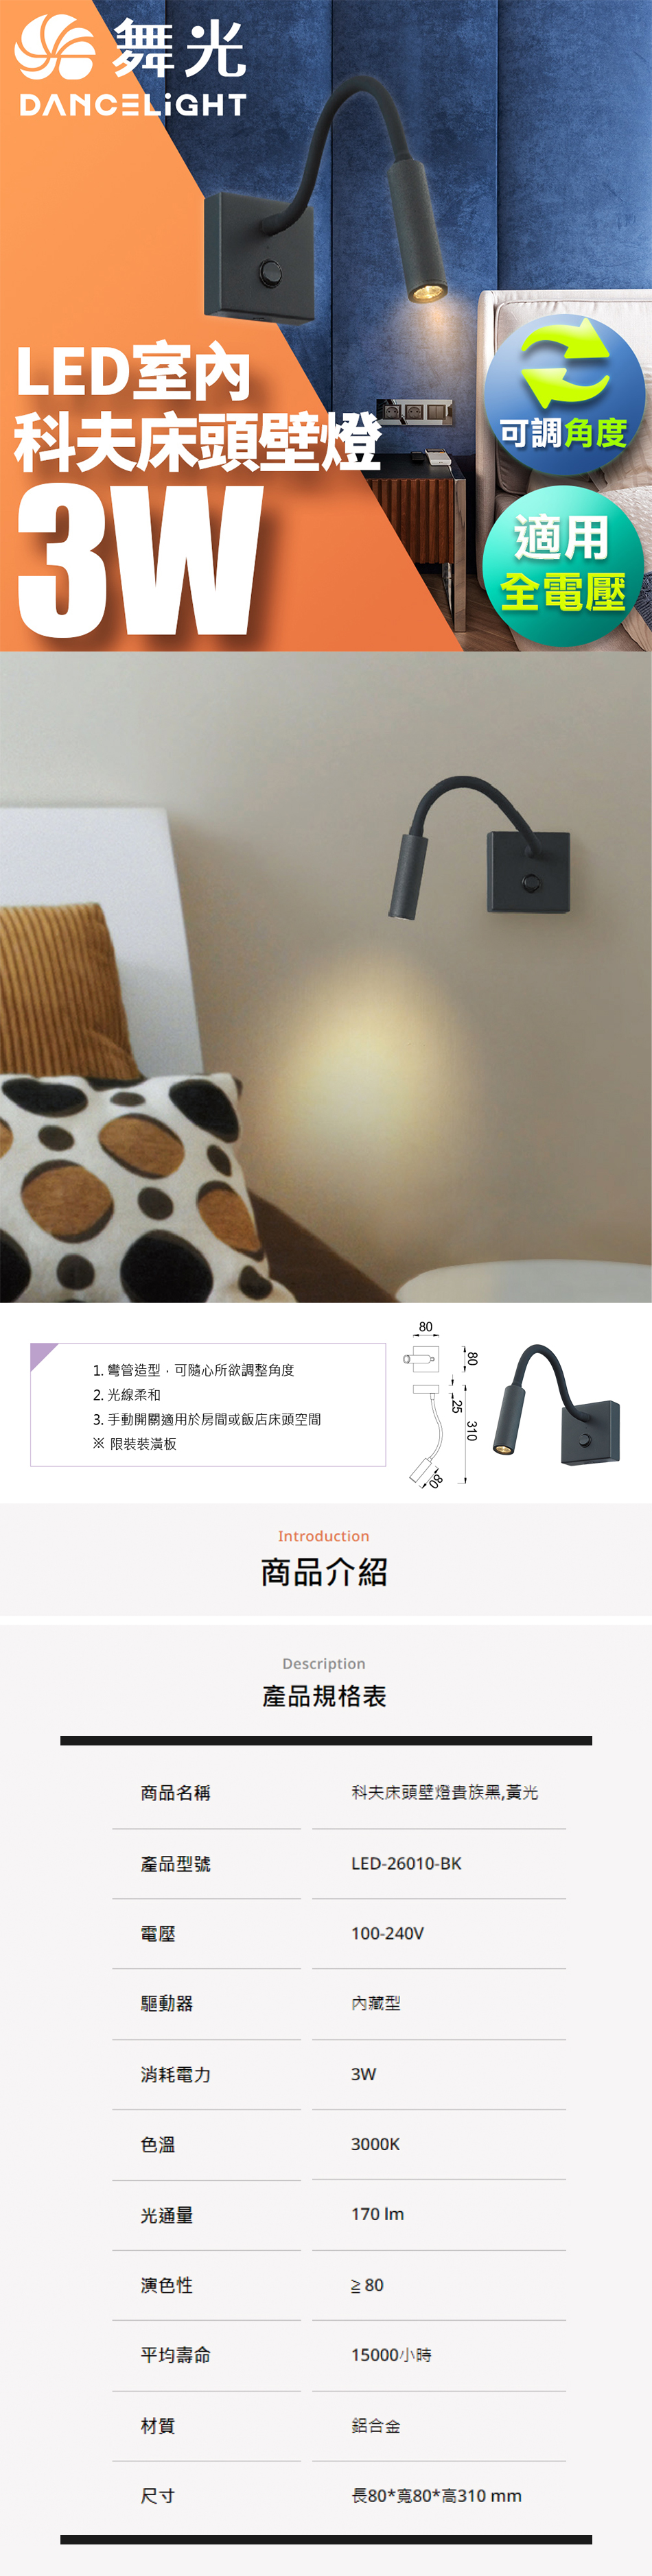 舞光
DANCELiGHT
LED室內
科夫床頭壁燈
3W
可調角度
適用
全電壓
1. 彎管造型，可隨心所欲調整角度
2. 光線柔和
3. 手動開關適用於房間或飯店床頭空間
※ 限裝裝潢板
80
80
25
310
80
Introduction
商品介紹
Description
產品規格表
商品名稱 科夫床頭壁燈貴族黑,黃光
產品型號 LED-26010-BK
電壓 100-240V
驅動器 內藏型
消耗電力 3W
色溫 3000K
光通量 170 lm
演色性 ≧ 80
平均壽命 15000小時
材質 鋁合金
尺寸 長80*寬80*高310 mm